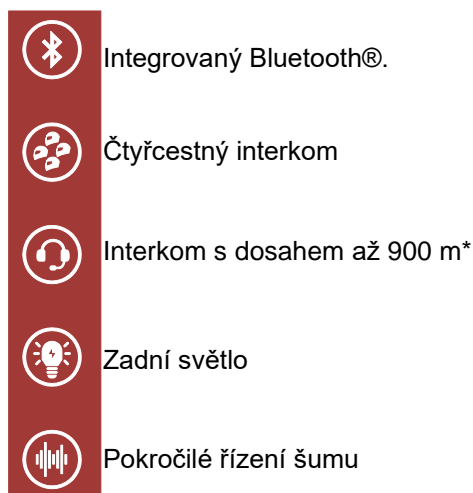 Integrovaný Bluetooth®.
Čtyřcestný interkom
Interkom s dosahem až 900 m*
Zadní světlo
Pokročilé řízení šumu